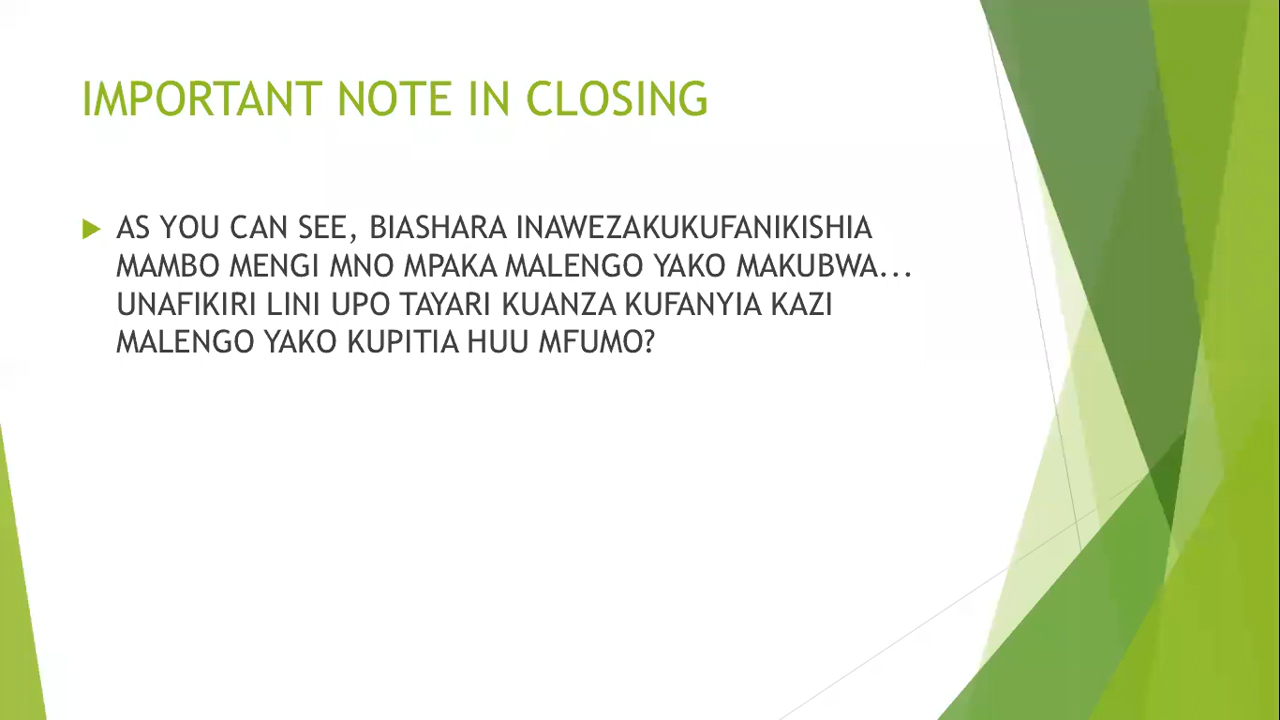 IMPORTANT NOTE IN CLOSING
AS YOU CAN SEE, BIASHARA INAWEZAKUKUFANIKISHIA
MAMBO MENGI MNO MPAKA MALENGO YAKO MAKUBWA...
UNAFIKIRI LINI UPO TAYARI KUANZA KUFANYIA KAZI
MALENGO YAKO KUPITIA HUU MFUMO?